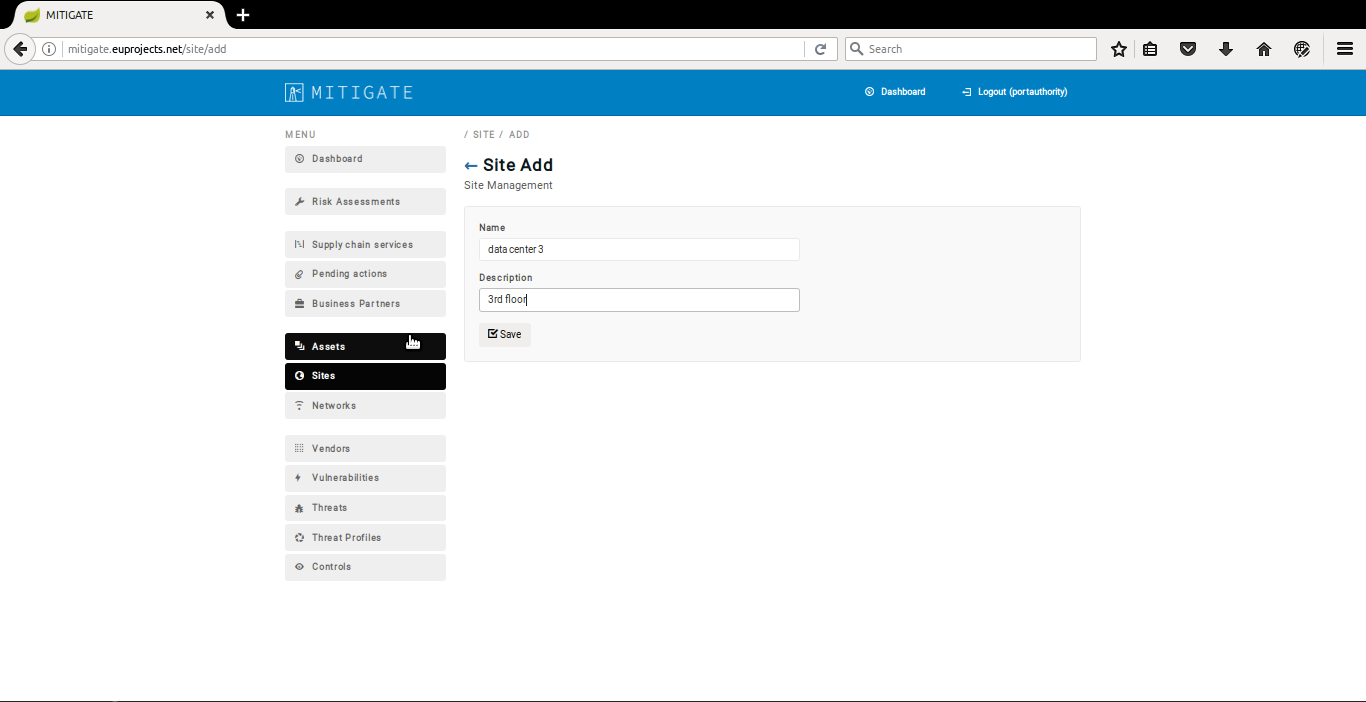 MITIGATE
mitigate.euprojects.net/site/add
Search
MITIGATE
Dashboard
Logout (portauthority)
MENU
Dashboard
Risk Assessments
Supply chain services
Pending actions
Business Partners
Assets
Sites
Networks
Vendors
Vulnerabilities
Threats
Threat Profiles
Controls
/ SITE / ADD
← Site Add
Site Management
Name
data center 3
Description
3rd floor
Save